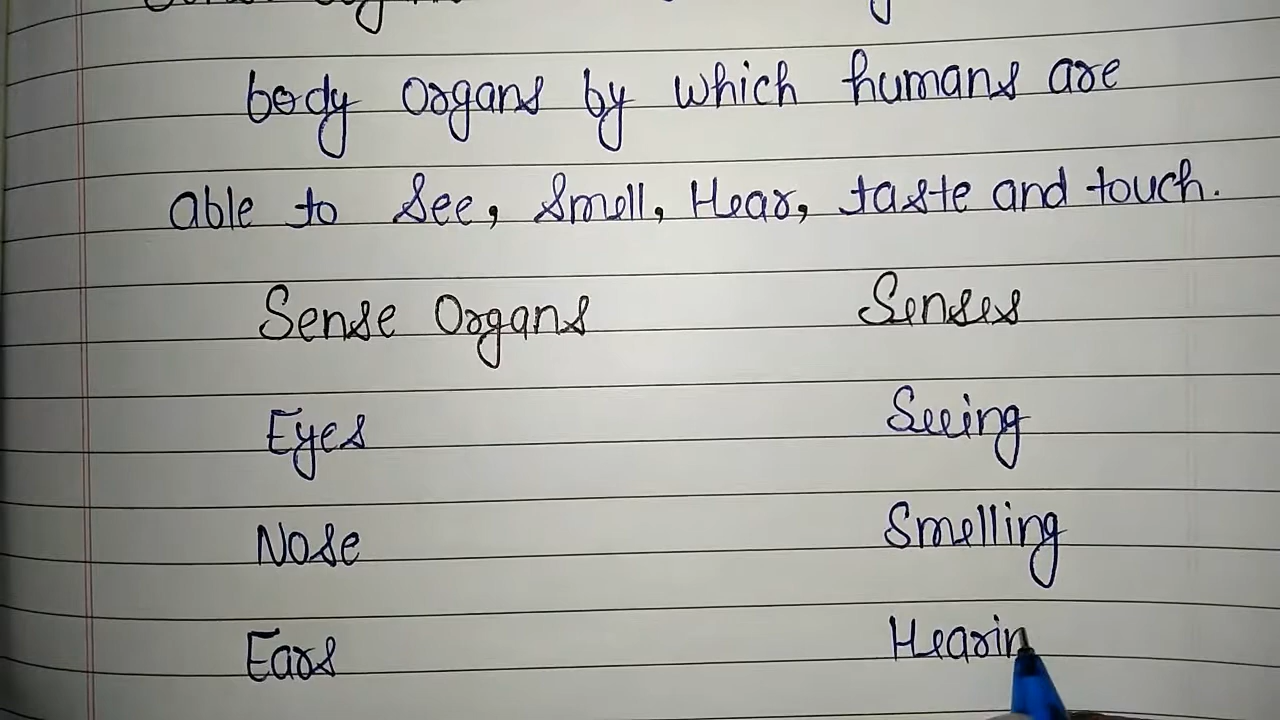 body Organs by which humans are
able to See, Smell, Hear, taste and touch.
Sense Organs Senses
Eyes Seeing
Nose Smelling
Ears Hearin